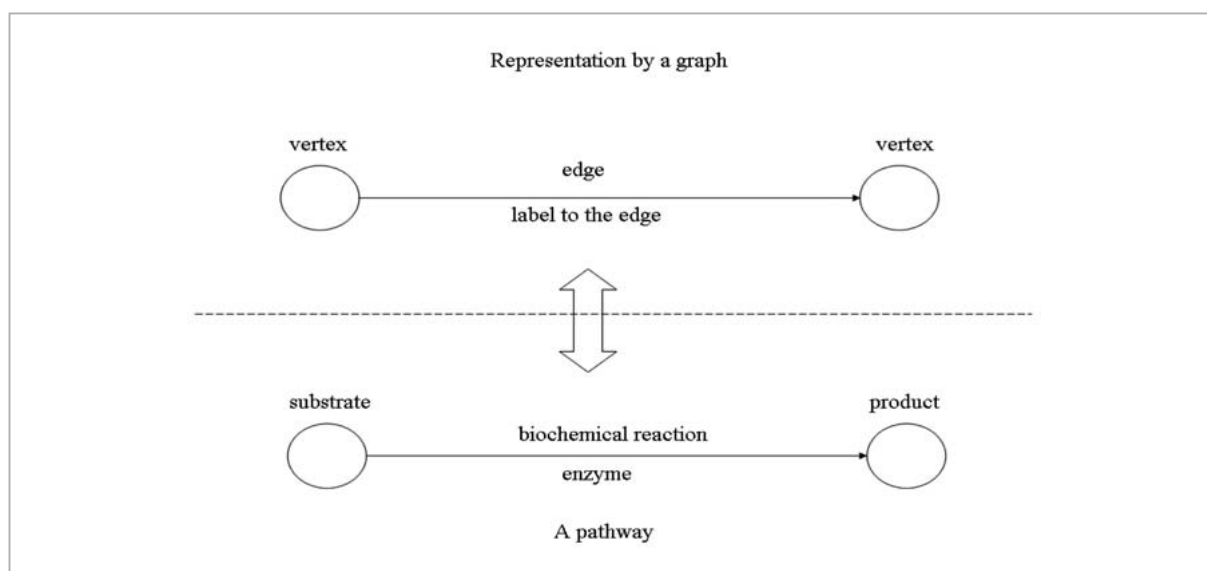 Representation by a graph
vertex
vertex
edge
label to the edge
substrate
product
biochemical reaction
enzyme
A pathway